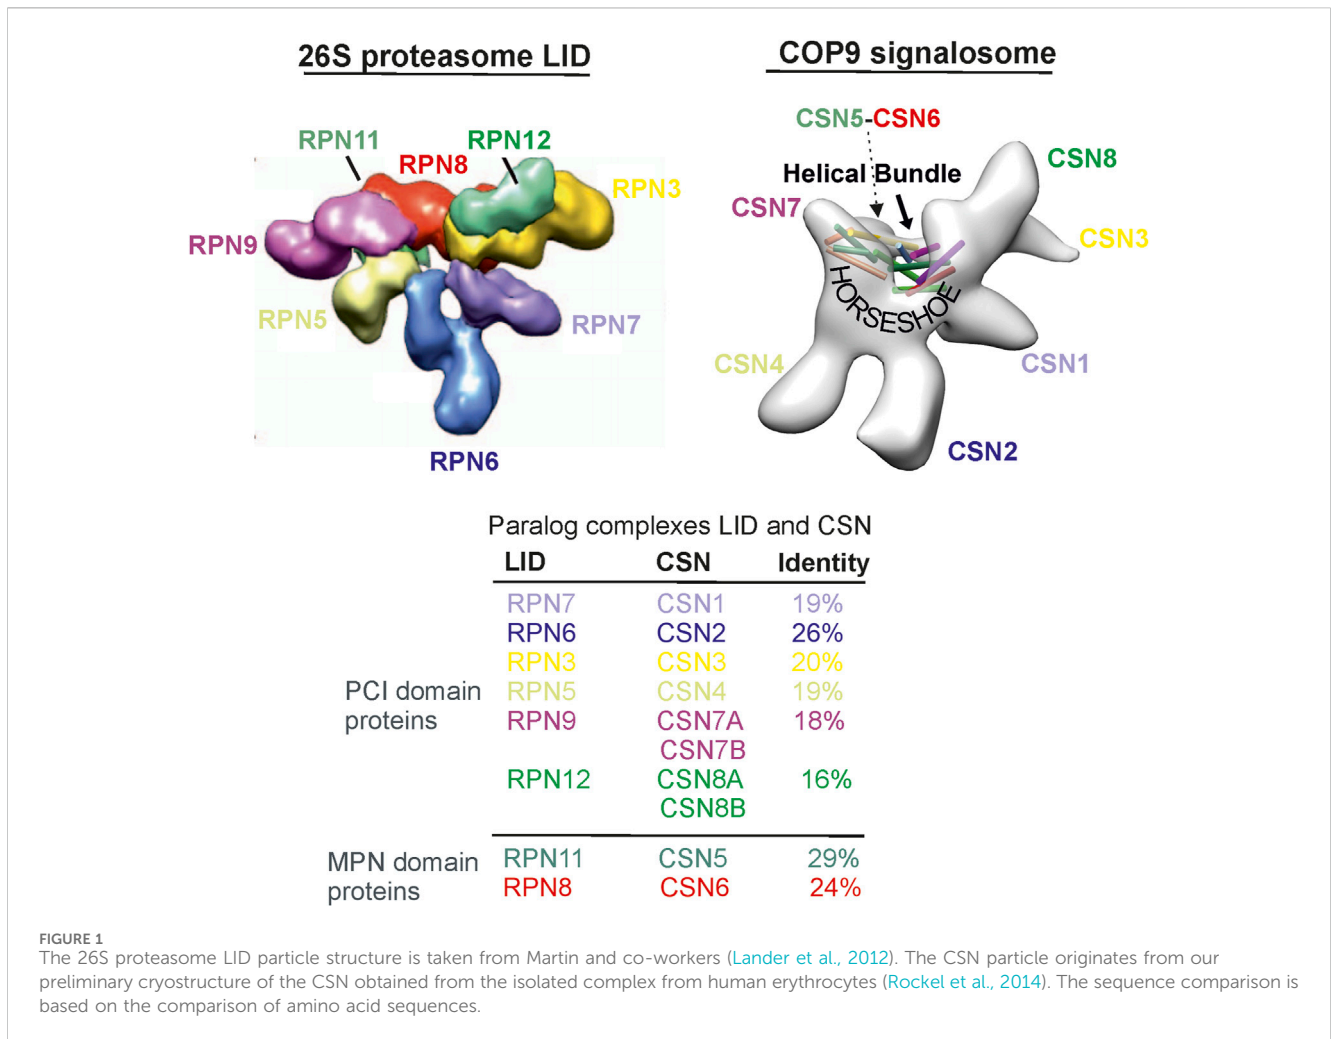 26S proteasome LID
COP9 signalosome
RPN11
RPN12
RPN8
RPN3
RPN9
RPN5
RPN7
RPN6
CSN5-CSN6
CSN8
Helical Bundle
CSN7
CSN3
HORSESHOE
CSN4
CSN1
CSN2
Paralog complexes LID and CSN
LID CSN Identity
RPN7 CSN1 19%
RPN6 CSN2 26%
RPN3 CSN3 20%
PCI domain
proteins
RPN5 CSN4 19%
RPN9 CSN7A 18%
CSN7B
RPN12 CSN8A 16%
CSN8B
MPN domain
proteins
RPN11 CSN5 29%
RPN8 CSN6 24%
FIGURE 1
The 26S proteasome LID particle structure is taken from Martin and co-workers (Lander et al., 2012). The CSN particle originates from our
preliminary cryostructure of the CSN obtained from the isolated complex from human erythrocytes (Rockel et al., 2014). The sequence comparison is
based on the comparison of amino acid sequences.